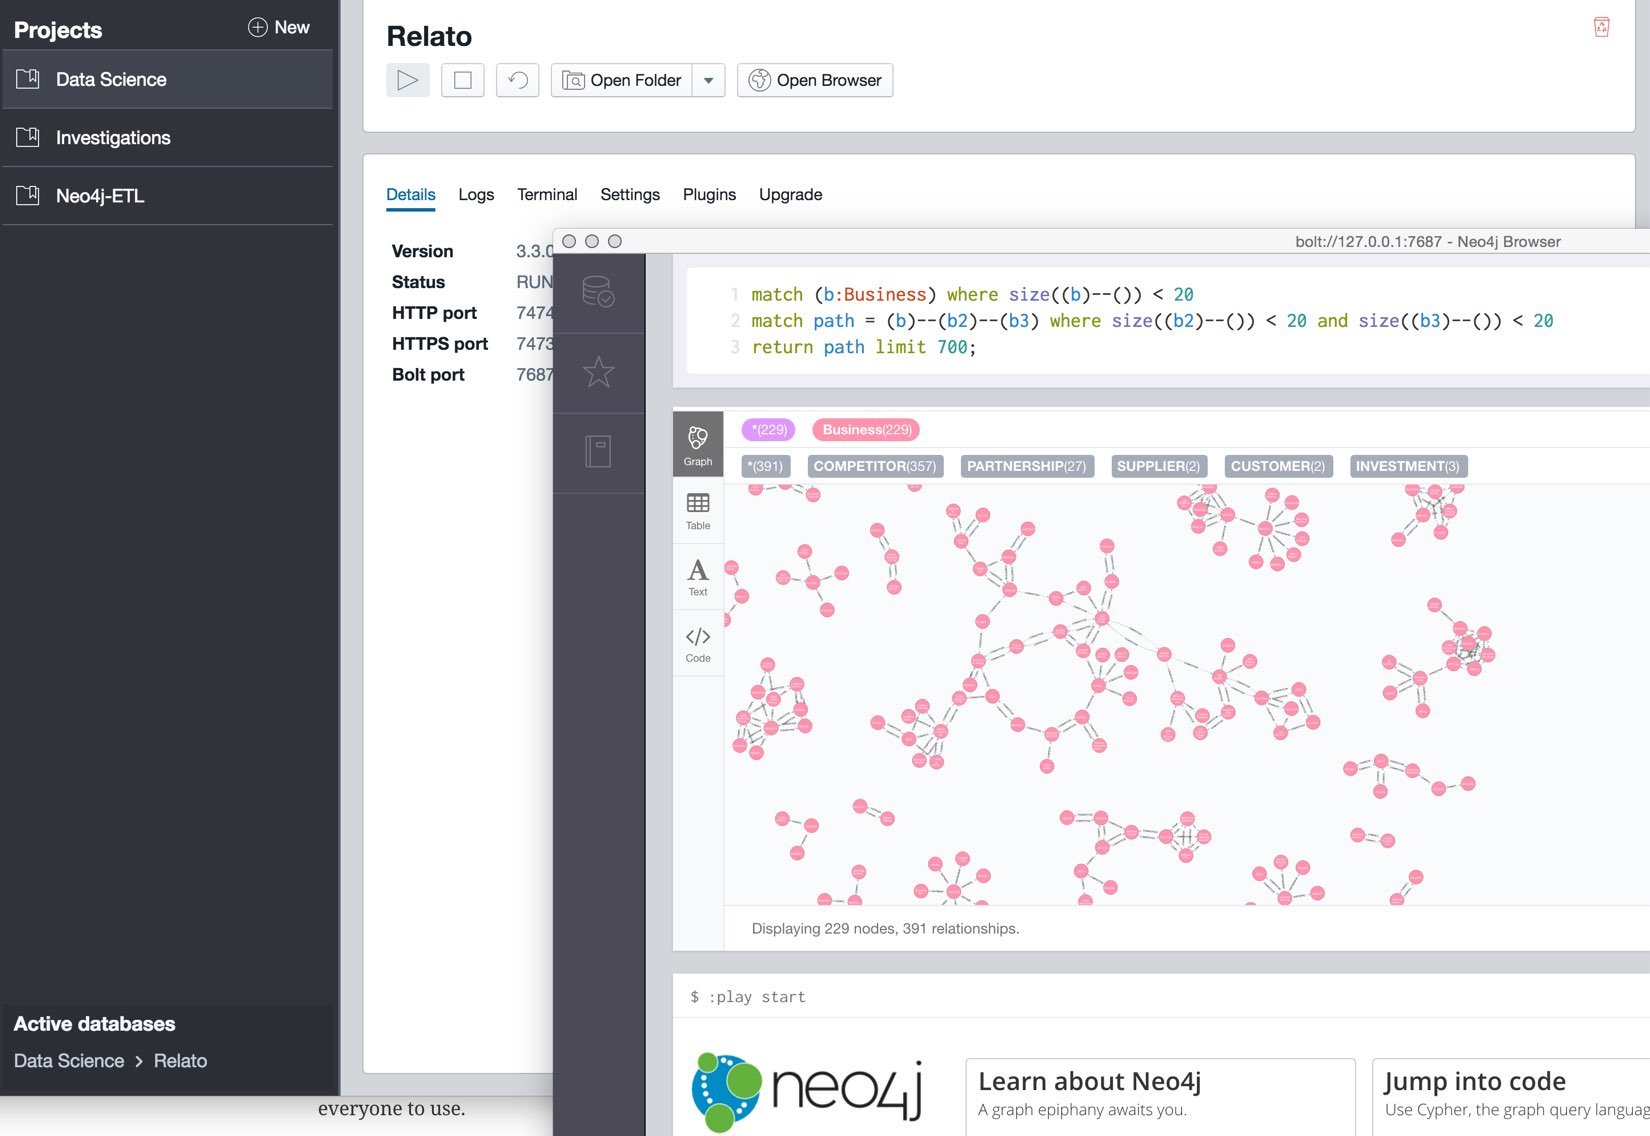 Projects
New
Data Science
Investigations
Neo4j-ETL
Active databases
Data Science > Relato
Relato
Open Folder
Open Browser
Details Logs Terminal Settings Plugins Upgrade
Version 3.3.0
Status RUN
HTTP port 7474
HTTPS port 7473
Bolt port 7687
bolt://127.0.0.1:7687 - Neo4j Browser
1 match (b:Business) where size((b)--()) < 20
2 match path = (b)--(b2)--(b3) where size((b2)--()) < 20 and size((b3)--()) < 20
3 return path limit 700;
Graph
Table
A
Text
</>
Code
*(229) Business(229)
*(391) COMPETITOR(357) PARTNERSHIP(27) SUPPLIER(2) CUSTOMER(2) INVESTMENT(3)
Displaying 229 nodes, 391 relationships.
$ :play start
neo4j
Learn about Neo4j
A graph epiphany awaits you.
Jump into code
Use Cypher, the graph query languag
everyone to use.